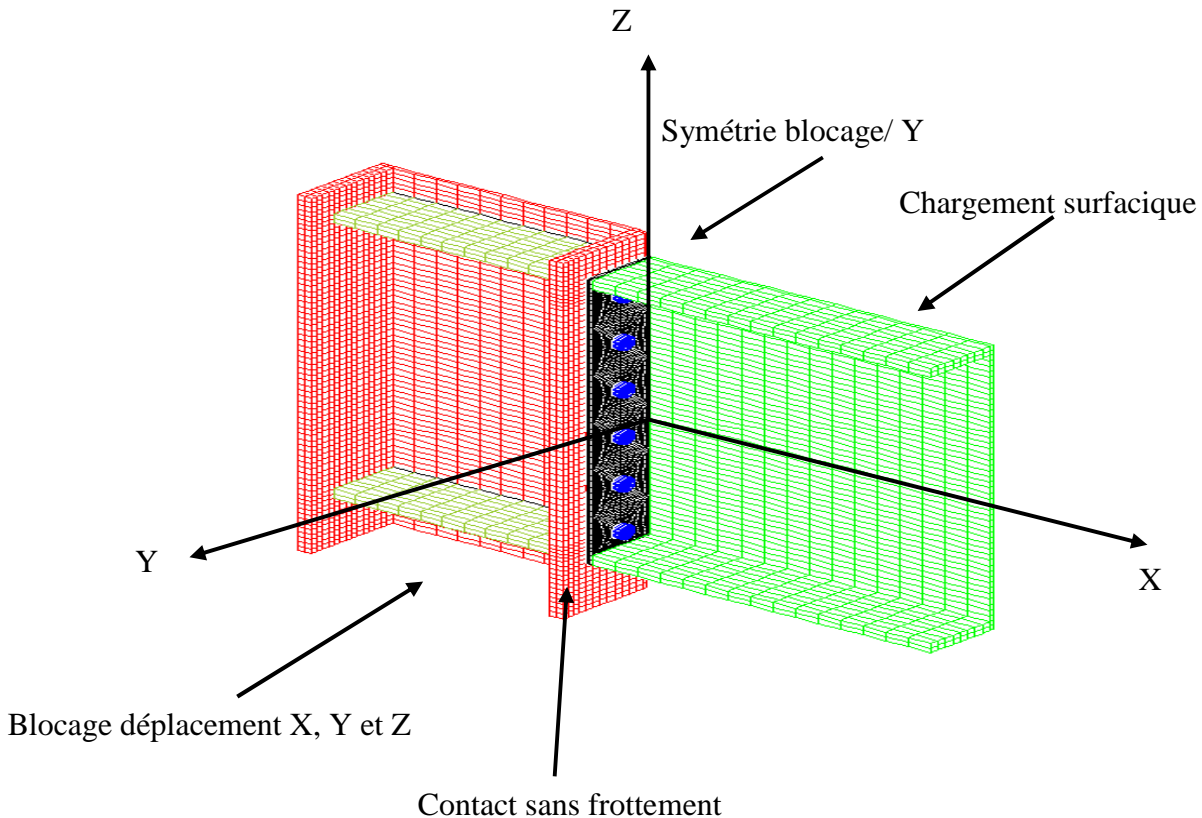 Z
Symétrie blocage/ Y
Chargement surfacique
Y
X
Blocage déplacement X, Y et Z
Contact sans frottement